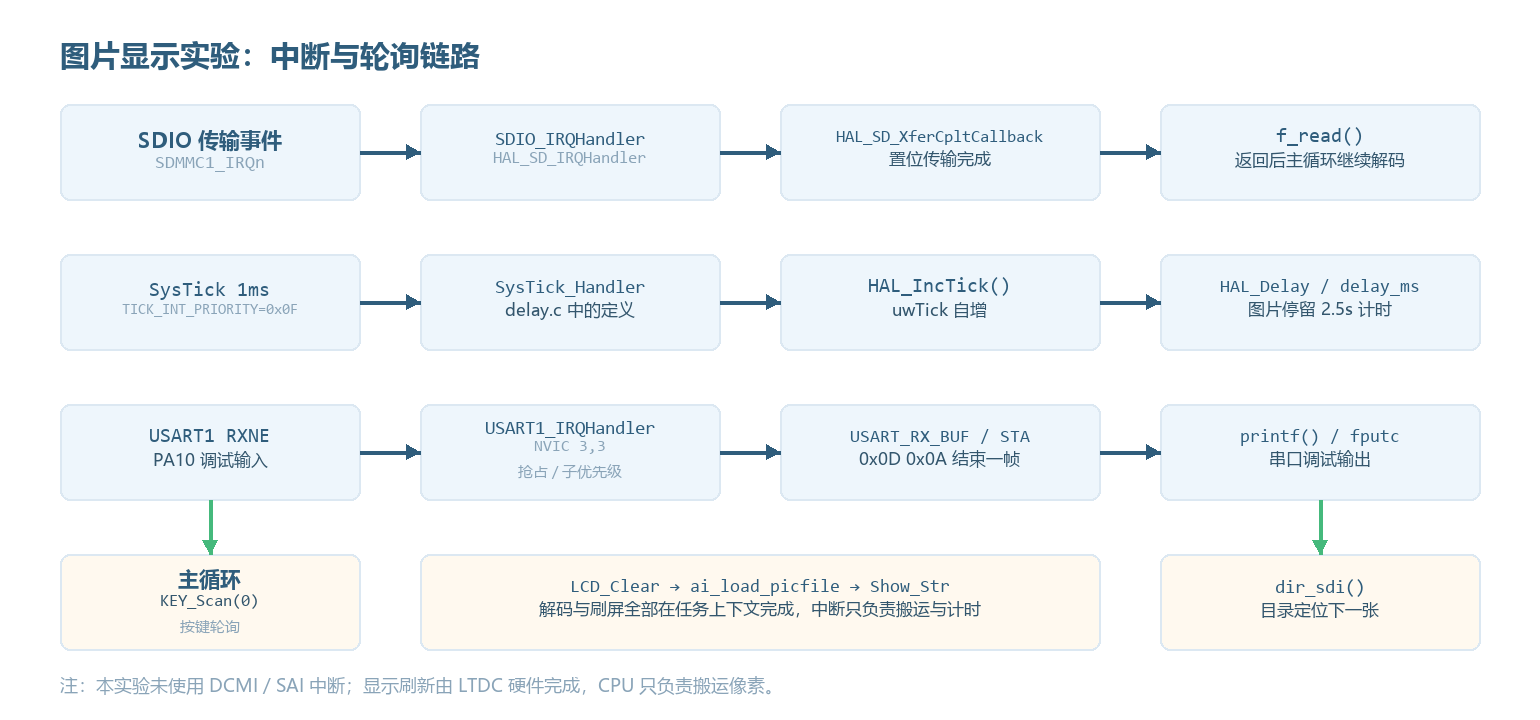 图片显示实验：中断与轮询链路
SDIO 传输事件
SDMMC1_IRQn
SDIO_IRQHandler
HAL_SD_IRQHandler
HAL_SD_XferCpltCallback
置位传输完成
f_read()
返回后主循环继续解码
SysTick 1ms
TICK_INT_PRIORITY=0x0F
SysTick_Handler
delay.c 中的定义
HAL_IncTick()
uwTick 自增
HAL_Delay / delay_ms
图片停留 2.5s 计时
USART1 RXNE
PA10 调试输入
USART1_IRQHandler
NVIC 3,3
抢占 / 子优先级
USART_RX_BUF / STA
0x0D 0x0A 结束一帧
printf() / fputc
串口调试输出
主循环
KEY_Scan(0)
按键轮询
LCD_Clear → ai_load_picfile → Show_Str
解码与刷屏全部在任务上下文完成，中断只负责搬运与计时
dir_sdi()
目录定位下一张
注：本实验未使用 DCMI / SAI 中断；显示刷新由 LTDC 硬件完成，CPU 只负责搬运像素。